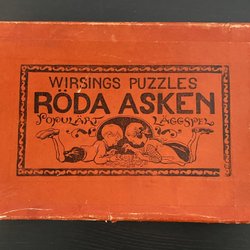 WIRSINGS PUZZLES
RÖDA ASKEN
POPULÄRT LÄGGSPEL